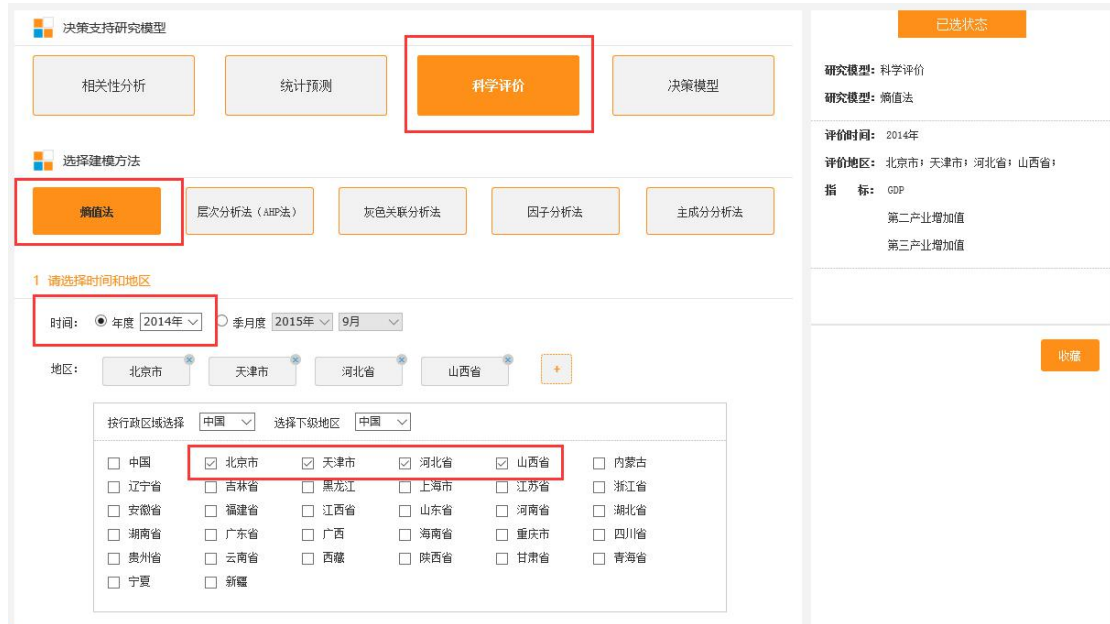 决策支持研究模型
相关性分析 统计预测 科学评价 决策模型
选择建模方法
熵值法 层次分析法（AHP法） 灰色关联分析法 因子分析法 主成分分析法
1 请选择时间和地区
时间： 年度 2014年 季月度 2015年 9月
地区： 北京市 天津市 河北省 山西省 +
按行政区域选择 中国 选择下级地区 中国
中国 北京市 天津市 河北省 山西省 内蒙古
辽宁省 吉林省 黑龙江 上海市 江苏省 浙江省
安徽省 福建省 江西省 山东省 河南省 湖北省
湖南省 广东省 广西 海南省 重庆市 四川省
贵州省 云南省 西藏 陕西省 甘肃省 青海省
宁夏 新疆
已选状态
研究模型：科学评价
研究模型：熵值法
评价时间： 2014年
评价地区： 北京市；天津市；河北省；山西省；
指 标： GDP
第二产业增加值
第三产业增加值
收藏